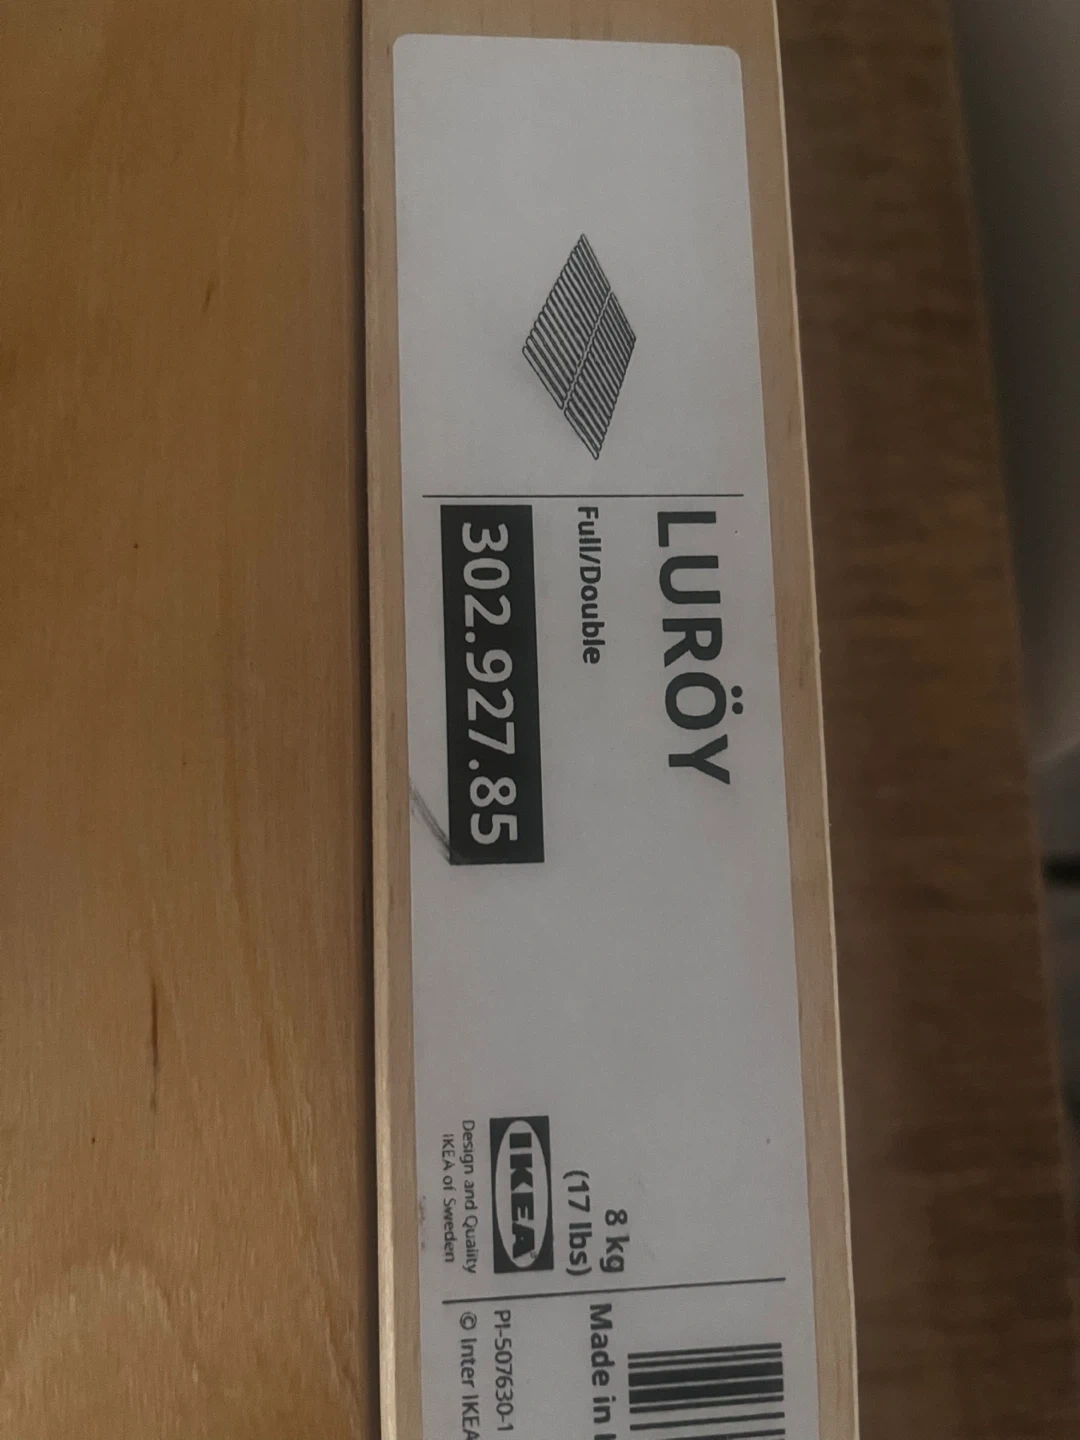 LURÖY
Full/Double
302.927.85
8 kg
(17 lbs)
IKEA
Design and Quality
IKEA of Sweden
Made in
PI-507630-1
© Inter IKEA